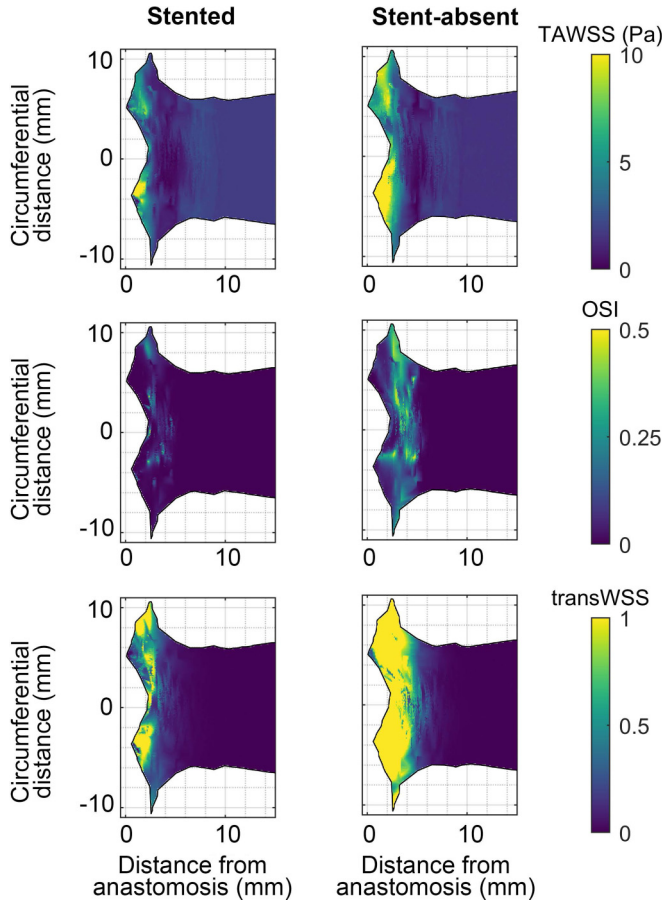 Stented
Stent-absent
TAWSS (Pa)
Circumferential
distance (mm)
10
0
-10
0
10
0
10
10
5
0
OSI
Circumferential
distance (mm)
10
0
-10
0
10
0
10
0.5
0.25
0
transWSS
Circumferential
distance (mm)
10
0
-10
0
10
0
10
1
0.5
0
Distance from
anastomosis (mm)
Distance from
anastomosis (mm)